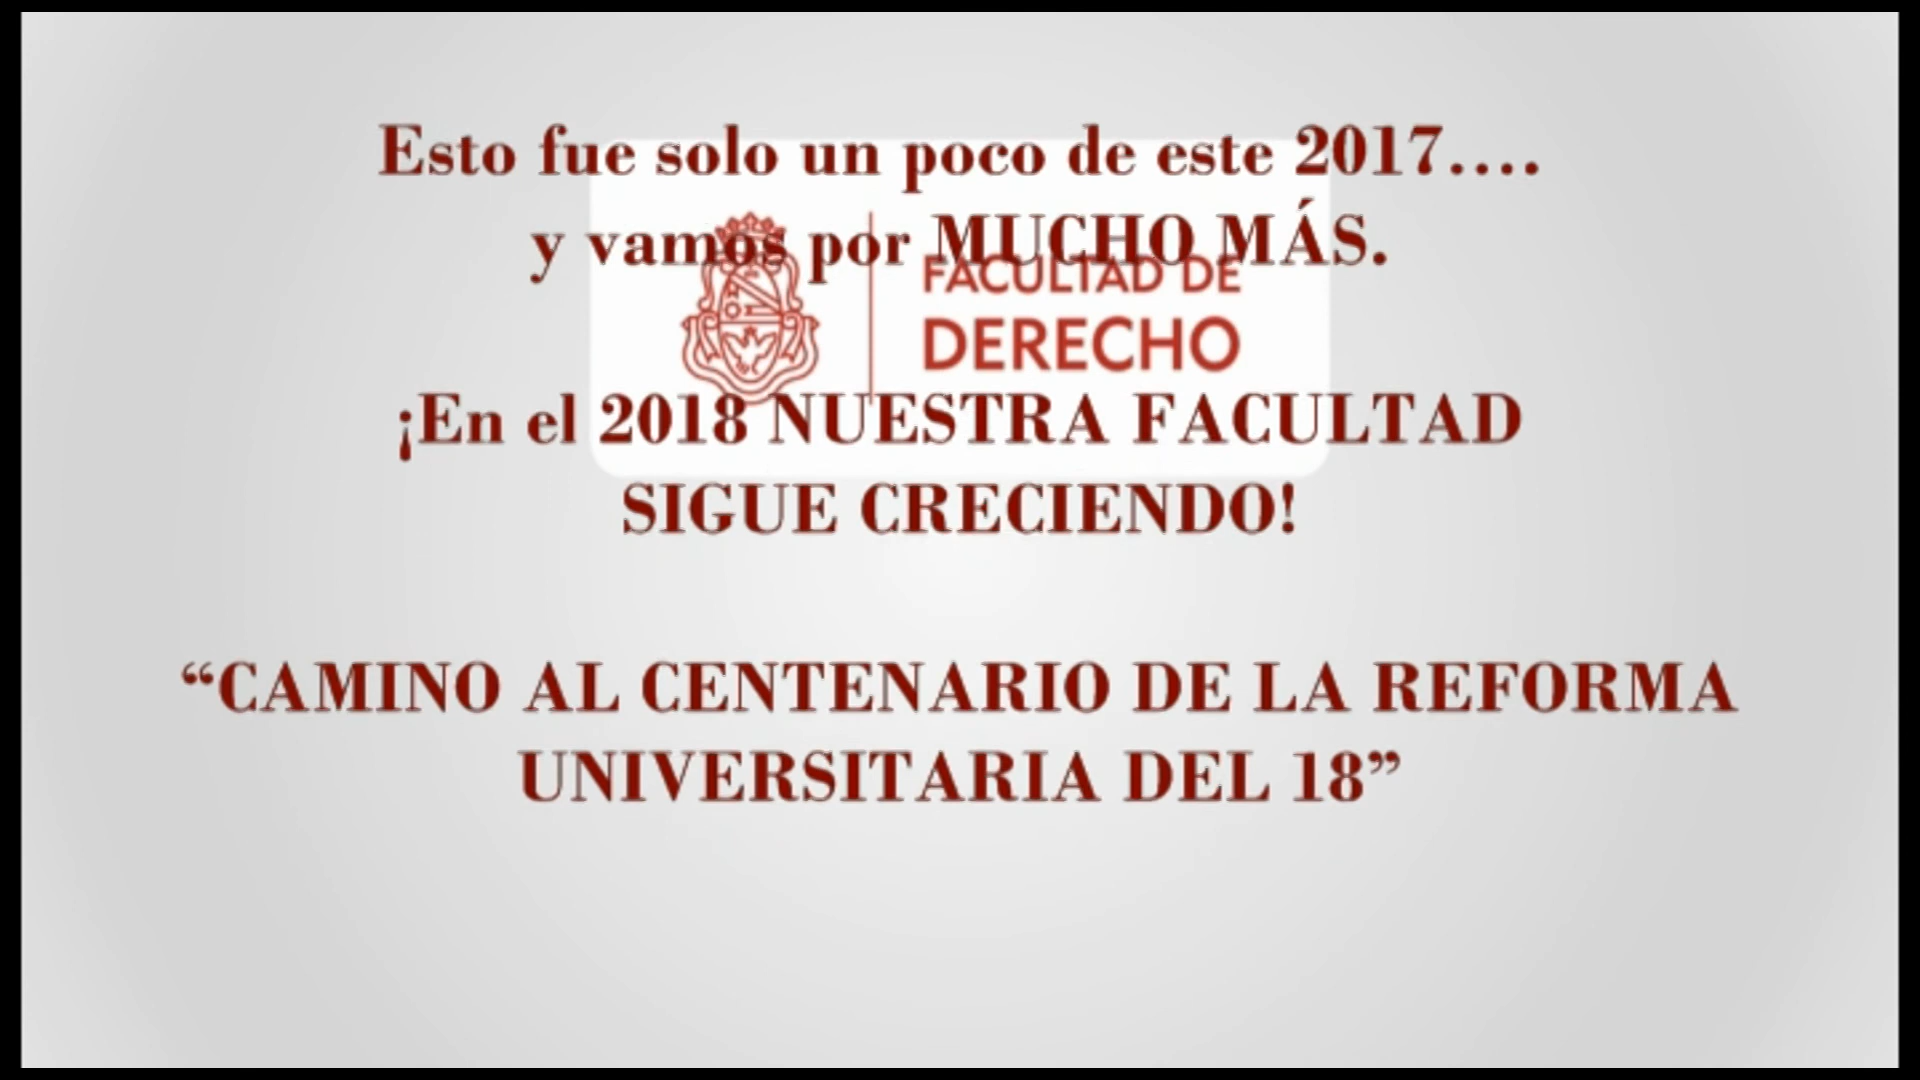 Esto fue solo un poco de este 2017....
y vamos por MUCHO MÁS.
FACULTAD DE
DERECHO
¡En el 2018 NUESTRA FACULTAD
SIGUE CRECIENDO!
“CAMINO AL CENTENARIO DE LA REFORMA
UNIVERSITARIA DEL 18”